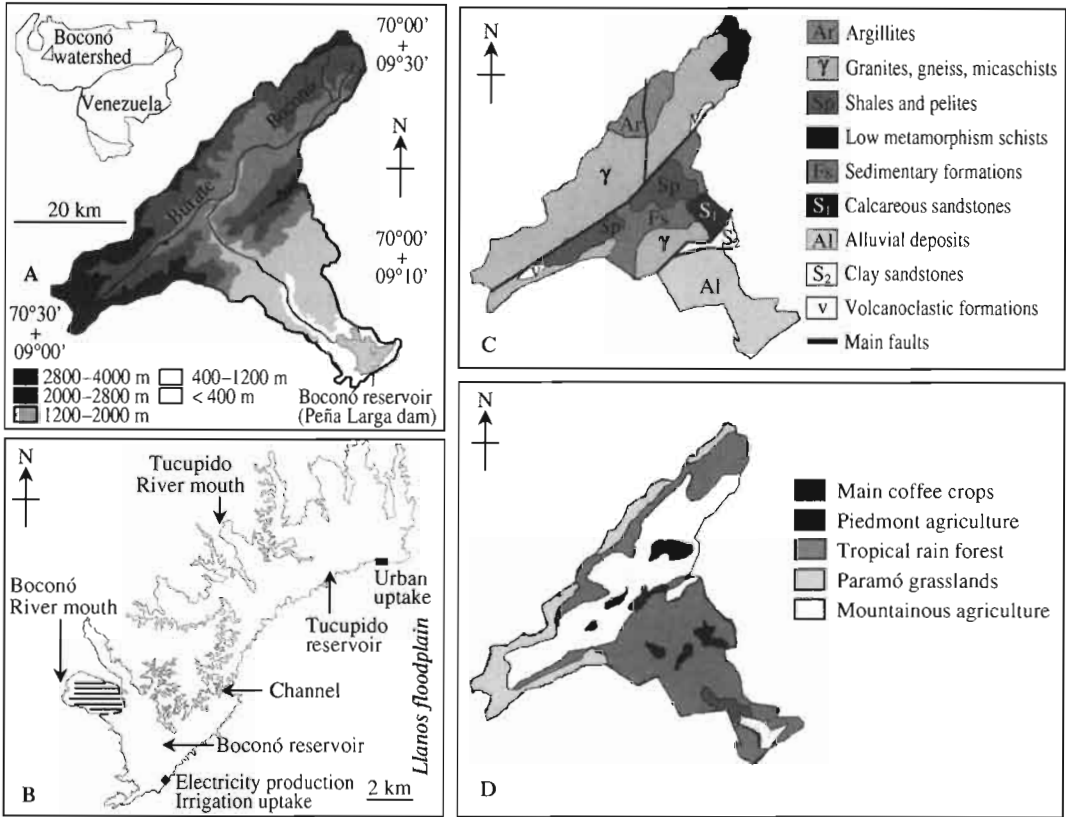 Boconó
watershed
Venezuela
70°00'
+
09°30'
Boconó
N
Burate
20 km
70°00'
+
09°10'
A
70°30'
+
09°00'
2800–4000 m
400–1200 m
2000–2800 m
< 400 m
1200–2000 m
Boconó reservoir
(Peña Larga dam)
N
Tucupido
River mouth
Boconó
River mouth
Urban
uptake
Tucupido
reservoir
Channel
Llanos floodplain
Boconó reservoir
Electricity production
Irrigation uptake
2 km
B
N
Ar
γ
Sp
Sp
Fs
S1
S2
γ
v
v
Al
C
Ar Argillites
γ Granites, gneiss, micaschists
Sp Shales and pelites
Low metamorphism schists
Fs Sedimentary formations
S1 Calcareous sandstones
Al Alluvial deposits
S2 Clay sandstones
v Volcanoclastic formations
Main faults
N
Main coffee crops
Piedmont agriculture
Tropical rain forest
Paramó grasslands
Mountainous agriculture
D